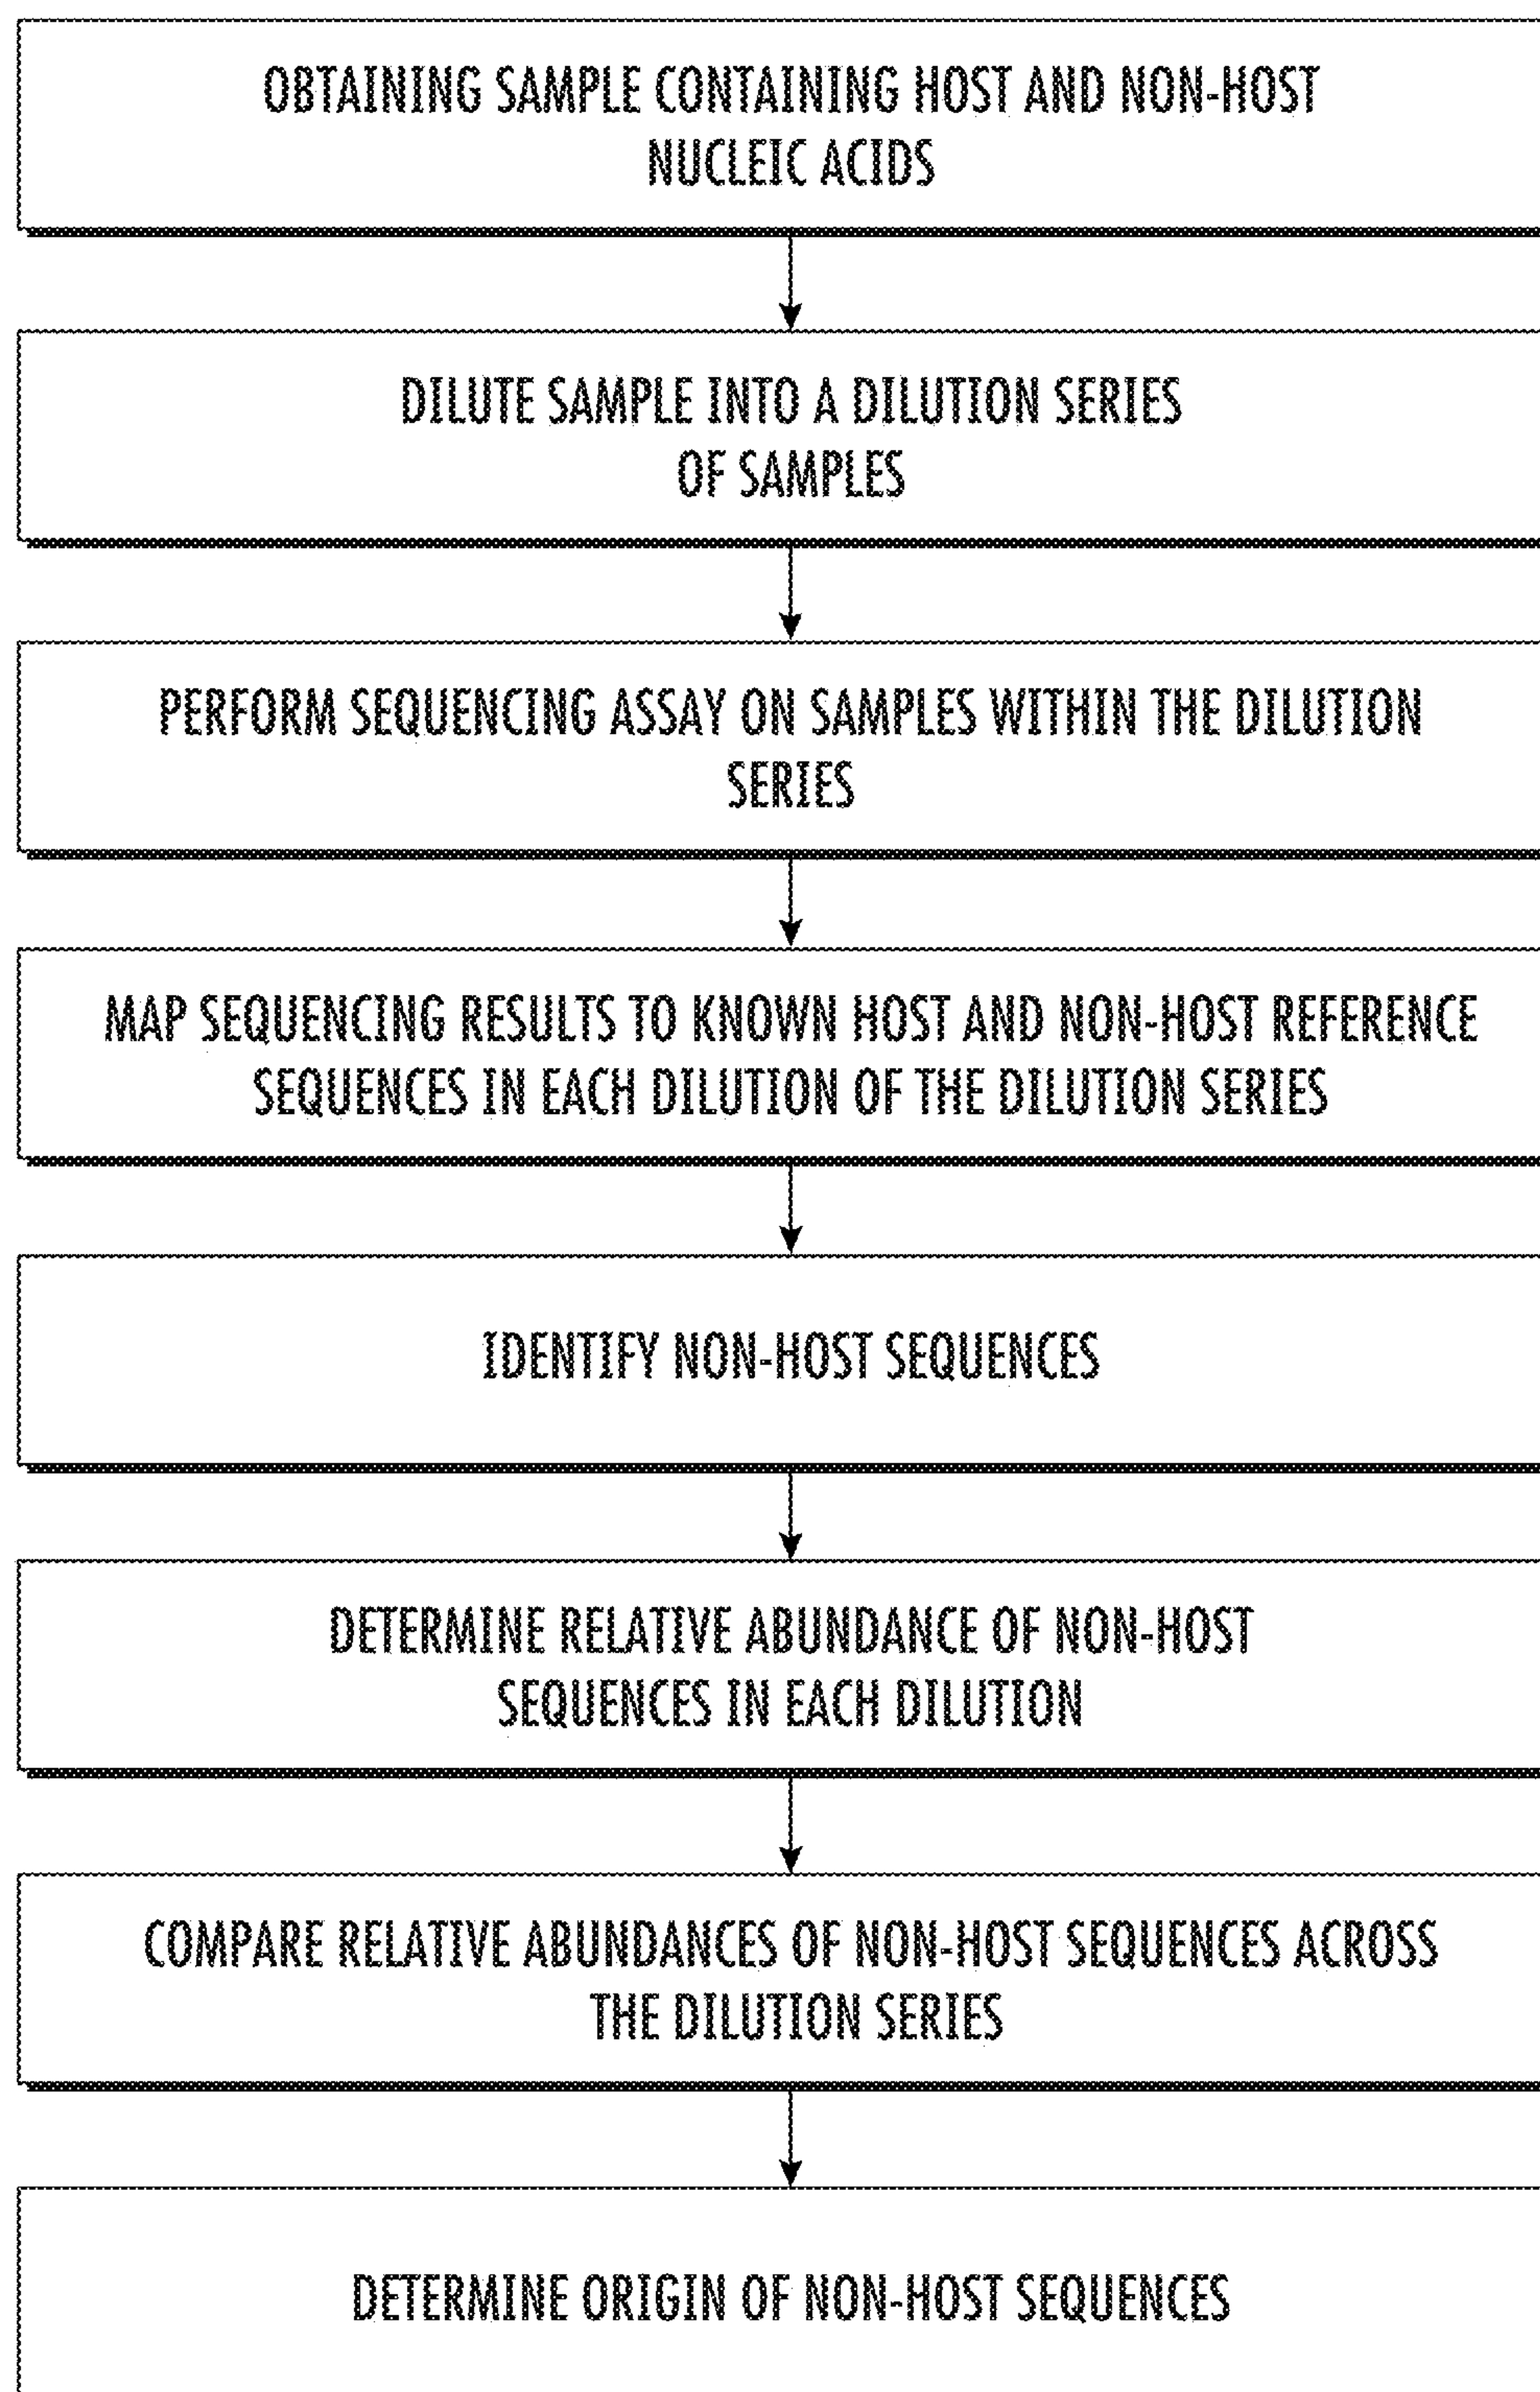 OBTAINING SAMPLE CONTAINING HOST AND NON-HOST
NUCLEIC ACIDS
DILUTE SAMPLE INTO A DILUTION SERIES
OF SAMPLES
PERFORM SEQUENCING ASSAY ON SAMPLES WITHIN THE DILUTION
SERIES
MAP SEQUENCING RESULTS TO KNOWN HOST AND NON-HOST REFERENCE
SEQUENCES IN EACH DILUTION OF THE DILUTION SERIES
IDENTIFY NON-HOST SEQUENCES
DETERMINE RELATIVE ABUNDANCE OF NON-HOST
SEQUENCES IN EACH DILUTION
COMPARE RELATIVE ABUNDANCES OF NON-HOST SEQUENCES ACROSS
THE DILUTION SERIES
DETERMINE ORIGIN OF NON-HOST SEQUENCES